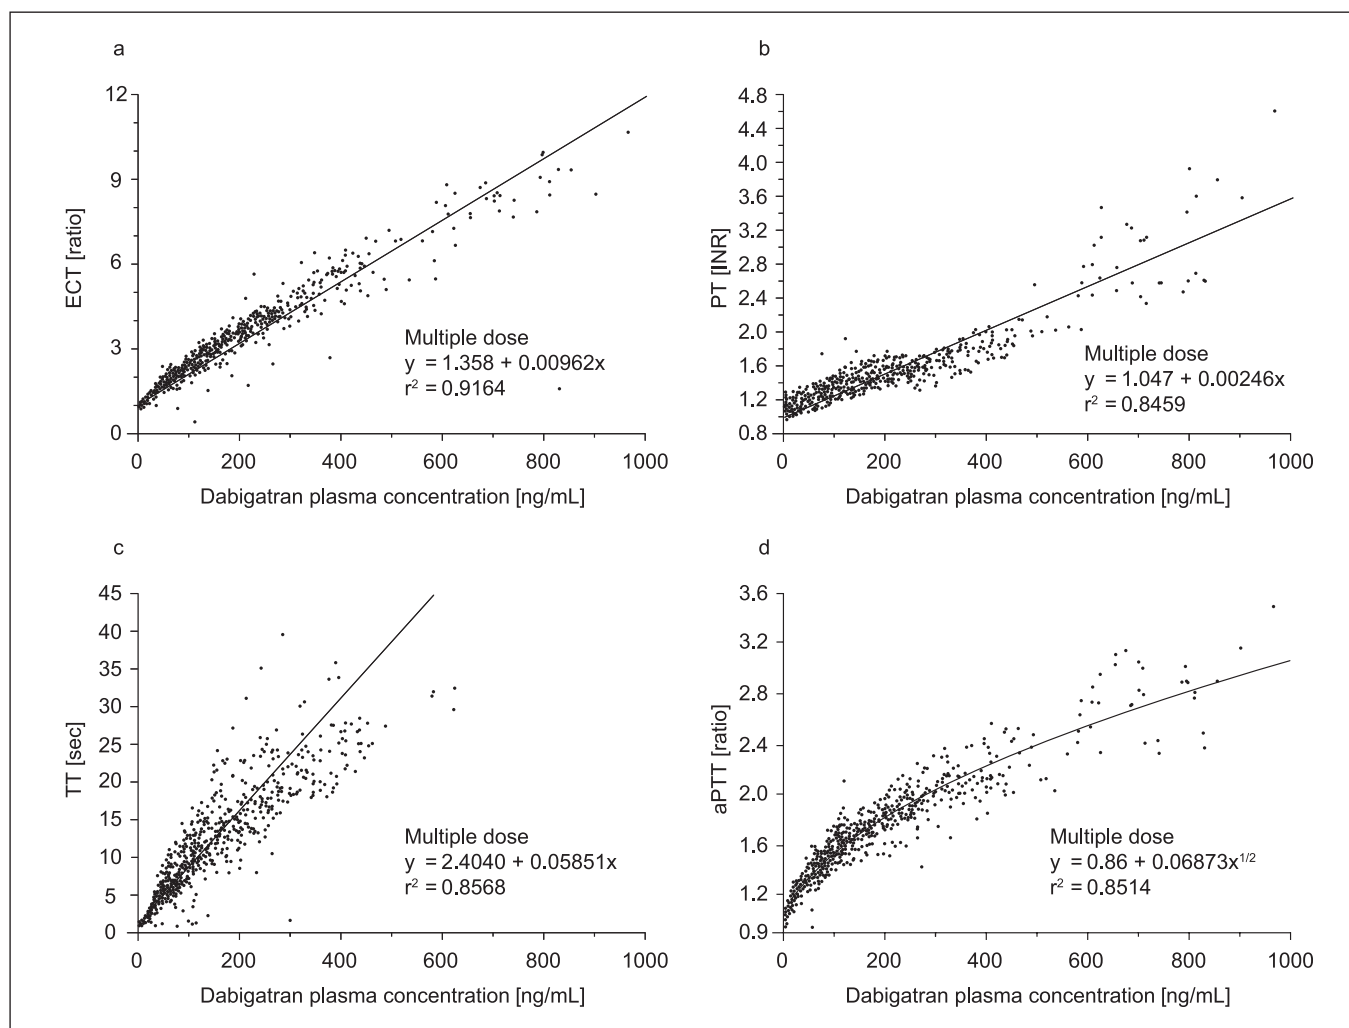 a
12
9
6
3
0
ECT [ratio]
Multiple dose
y = 1.358 + 0.00962x
r² = 0.9164
0 200 400 600 800 1000
Dabigatran plasma concentration [ng/mL]
b
4.8
4.4
4.0
3.6
3.2
2.8
2.4
2.0
1.6
1.2
0.8
PT [INR]
Multiple dose
y = 1.047 + 0.00246x
r² = 0.8459
0 200 400 600 800 1000
Dabigatran plasma concentration [ng/mL]
c
45
40
35
30
25
20
15
10
5
0
TT [sec]
Multiple dose
y = 2.4040 + 0.05851x
r² = 0.8568
0 200 400 600 800 1000
Dabigatran plasma concentration [ng/mL]
d
3.6
3.2
2.8
2.4
2.0
1.6
1.2
0.9
aPTT [ratio]
Multiple dose
y = 0.86 + 0.06873x¹/²
r² = 0.8514
0 200 400 600 800 1000
Dabigatran plasma concentration [ng/mL]